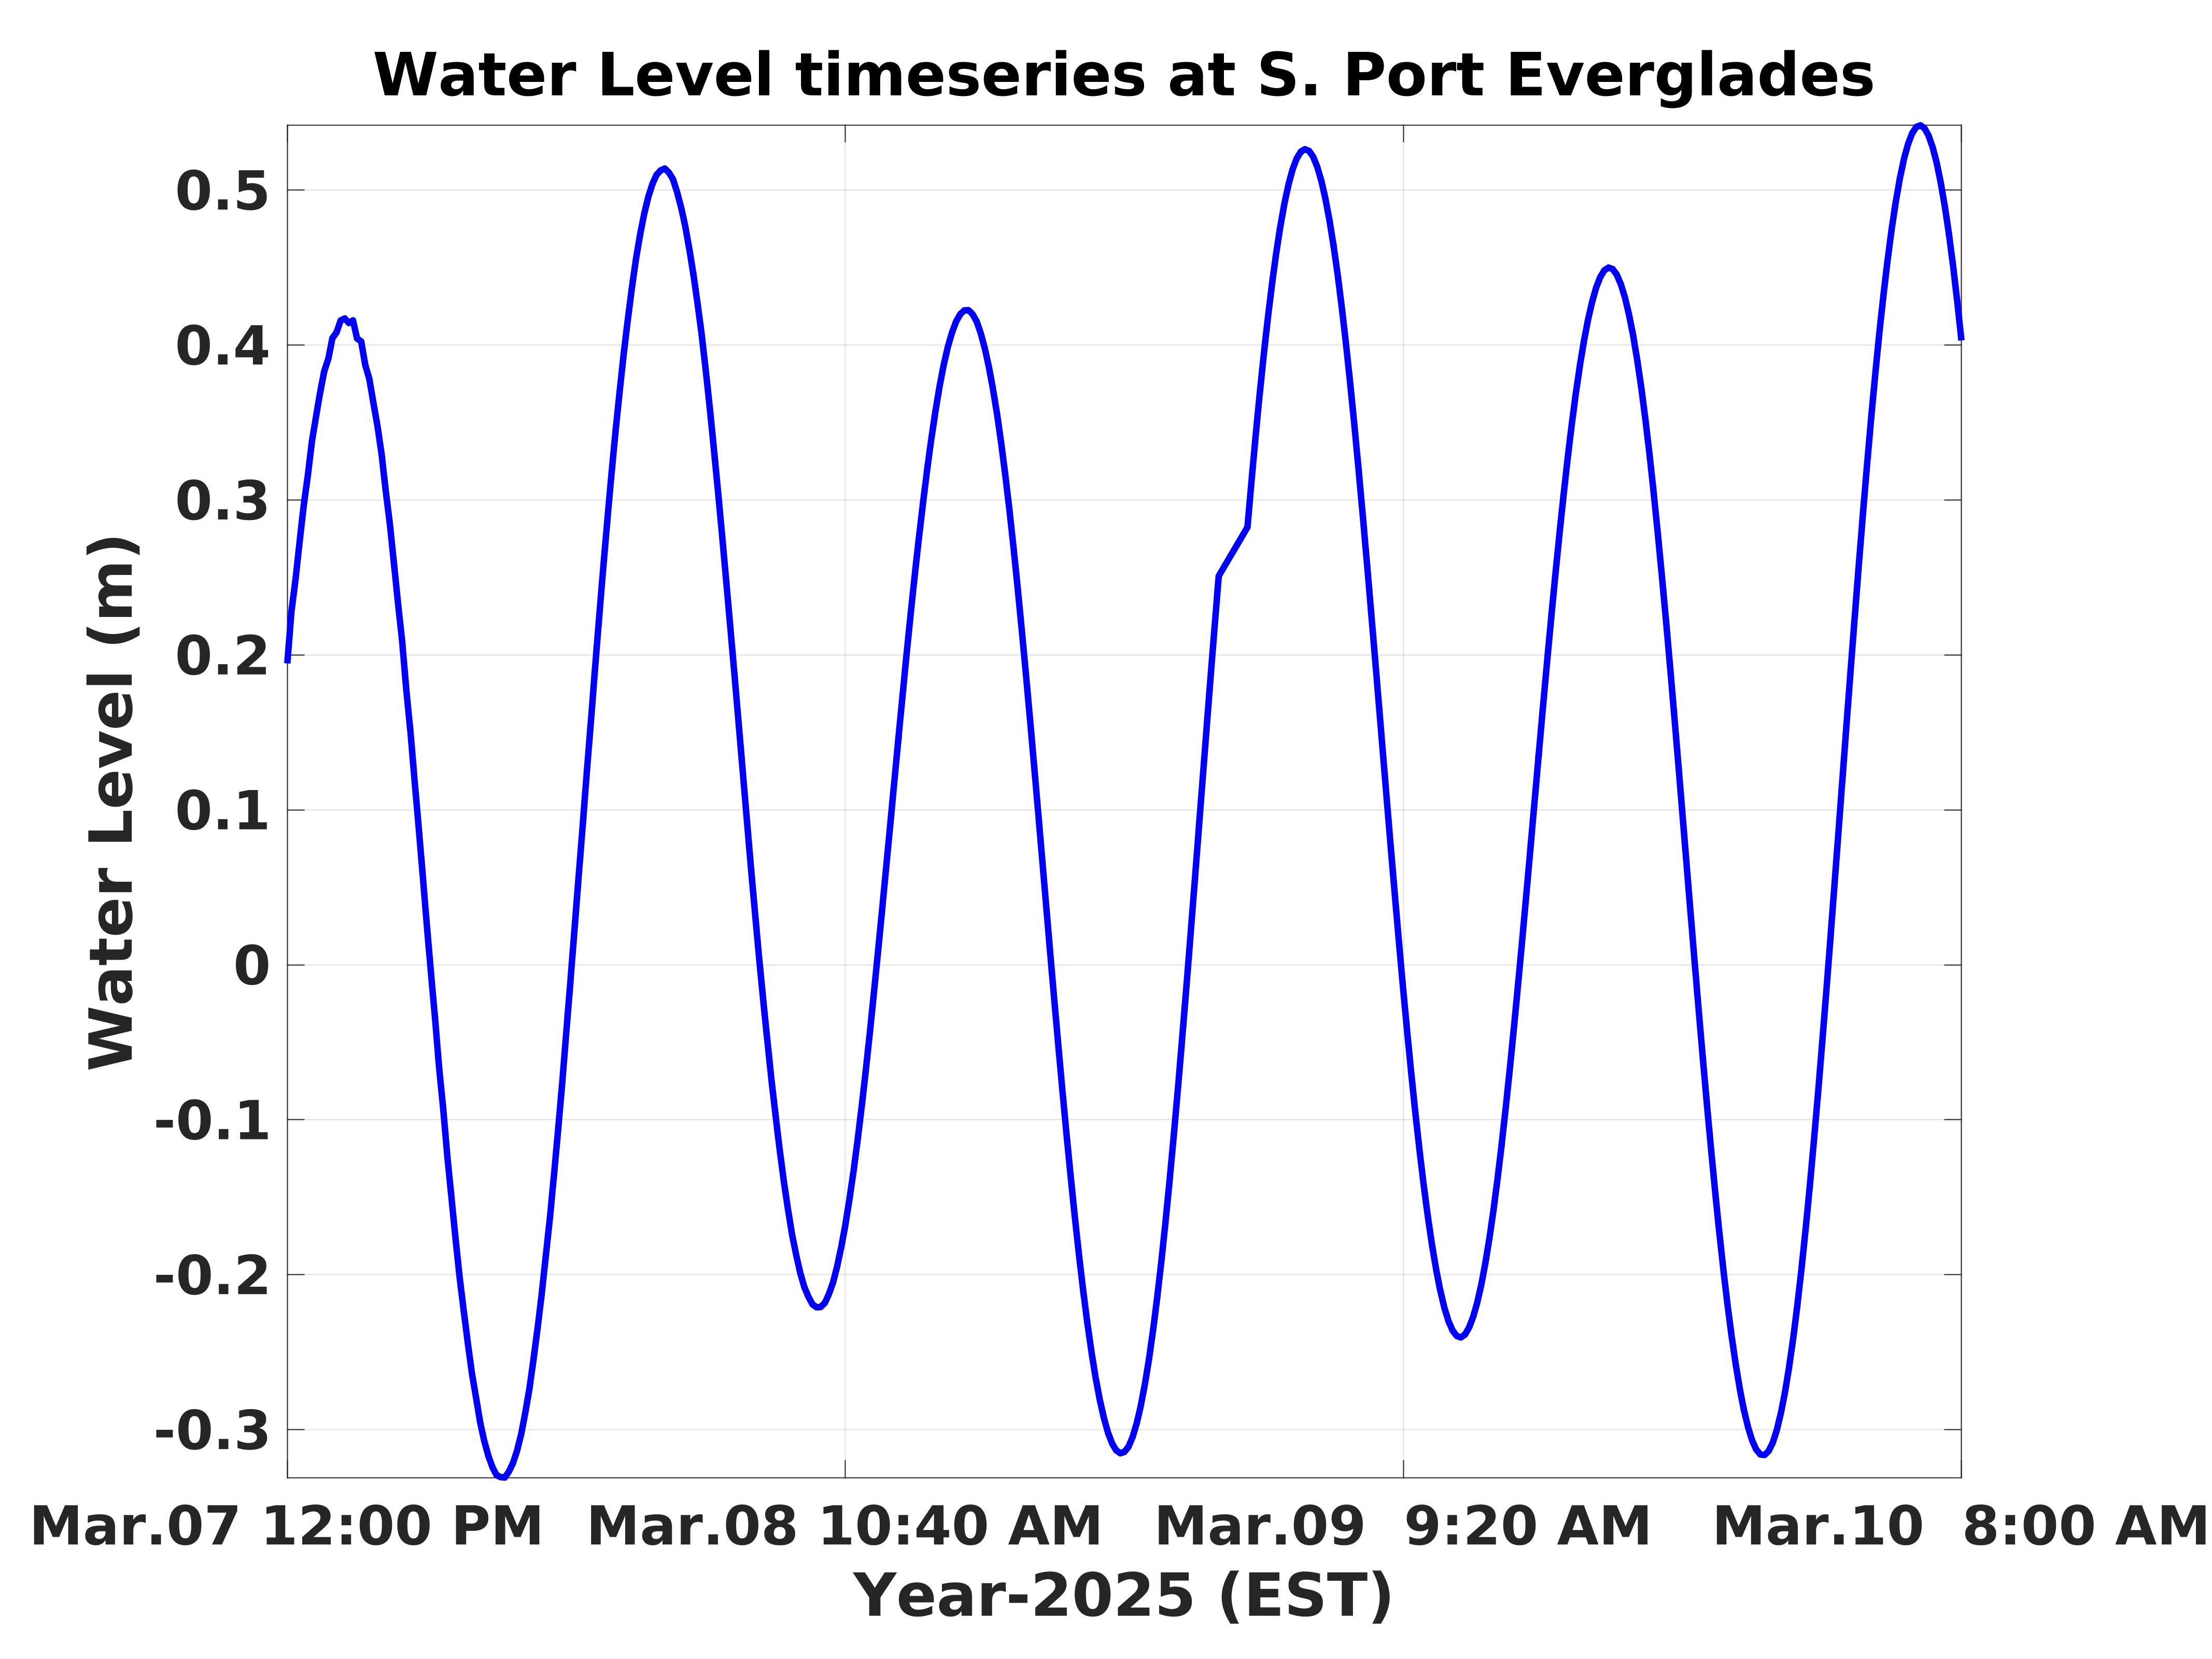 Water Level timeseries at S. Port Everglades
Water Level (m)
0.5
0.4
0.3
0.2
0.1
0
-0.1
-0.2
-0.3
Mar.07 12:00 PM Mar.08 10:40 AM Mar.09 9:20 AM Mar.10 8:00 AM
Year-2025 (EST)